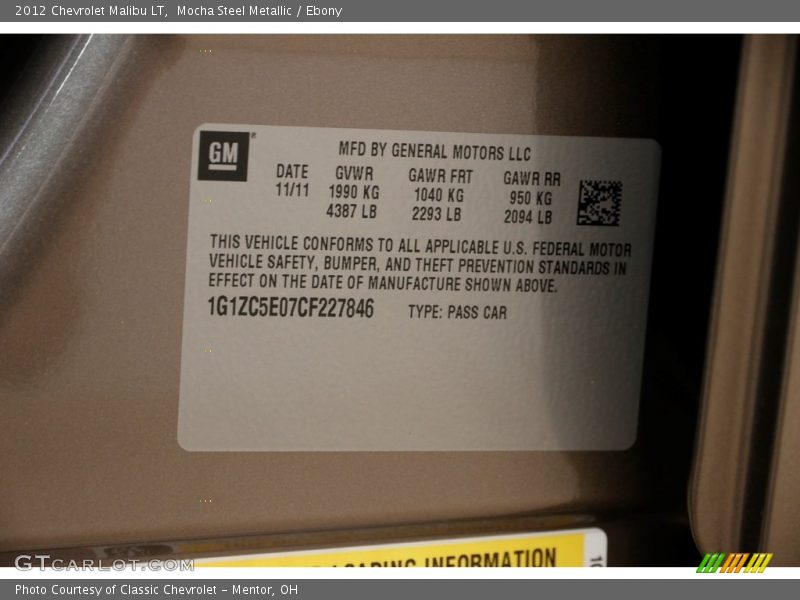 2012 Chevrolet Malibu LT, Mocha Steel Metallic / Ebony
GM
MFD BY GENERAL MOTORS LLC
DATE GVWR GAWR FRT GAWR RR
11/11 1990 KG 1040 KG 950 KG
4387 LB 2293 LB 2094 LB
THIS VEHICLE CONFORMS TO ALL APPLICABLE U.S. FEDERAL MOTOR
VEHICLE SAFETY, BUMPER, AND THEFT PREVENTION STANDARDS IN
EFFECT ON THE DATE OF MANUFACTURE SHOWN ABOVE.
1G1ZC5E07CF227846 TYPE: PASS CAR
LOADING INFORMATION
GTCARLOT.COM
Photo Courtesy of Classic Chevrolet - Mentor, OH